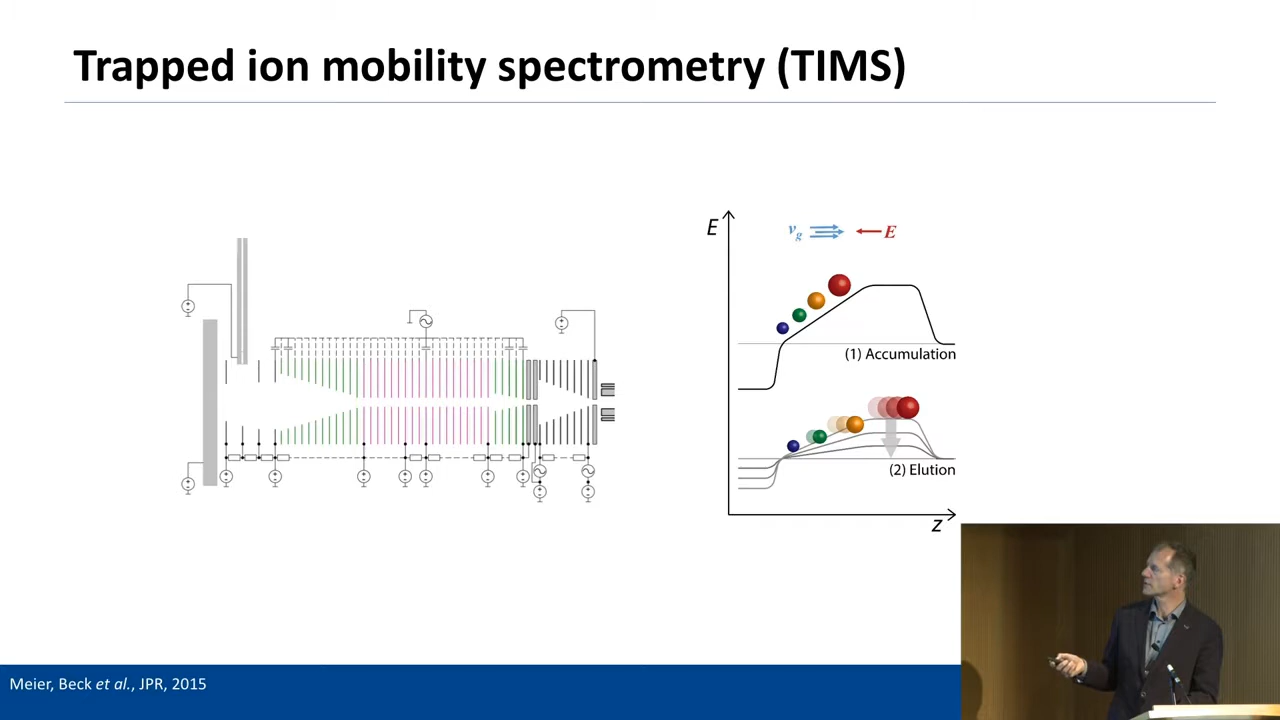 Trapped ion mobility spectrometry (TIMS)
E
vg
E
(1) Accumulation
(2) Elution
z
Meier, Beck et al., JPR, 2015